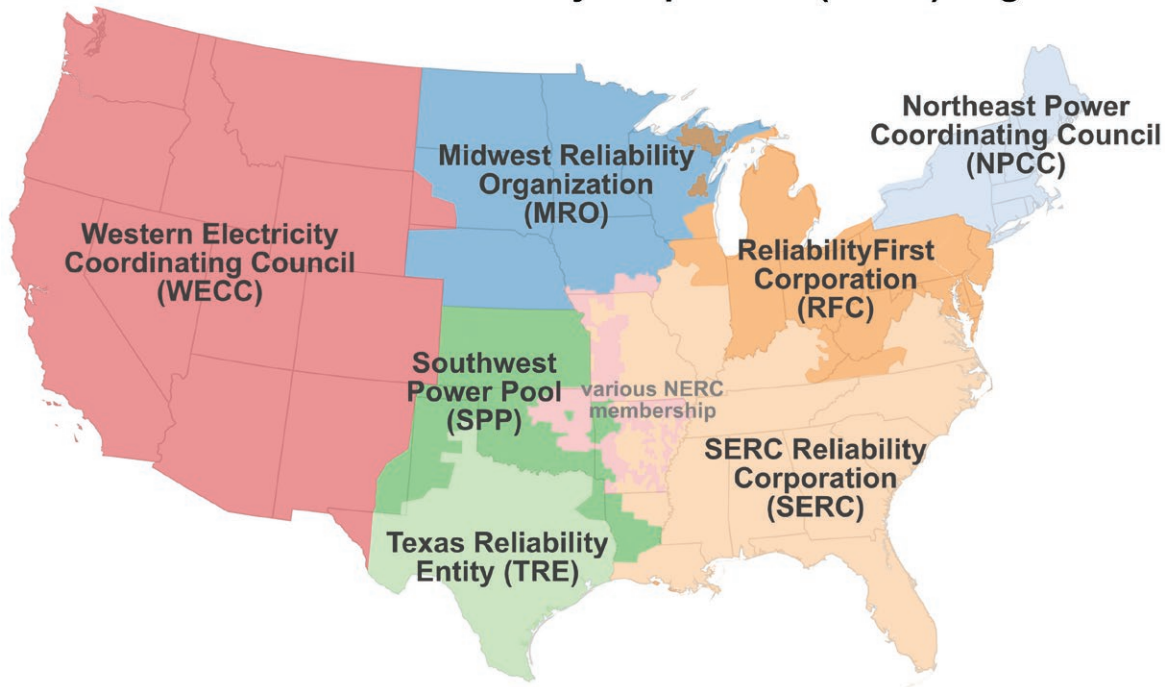 Northeast Power
Coordinating Council
(NPCC)
Midwest Reliability
Organization
(MRO)
Western Electricity
Coordinating Council
(WECC)
ReliabilityFirst
Corporation
(RFC)
Southwest
Power Pool
(SPP)
various NERC
membership
SERC Reliability
Corporation
(SERC)
Texas Reliability
Entity (TRE)